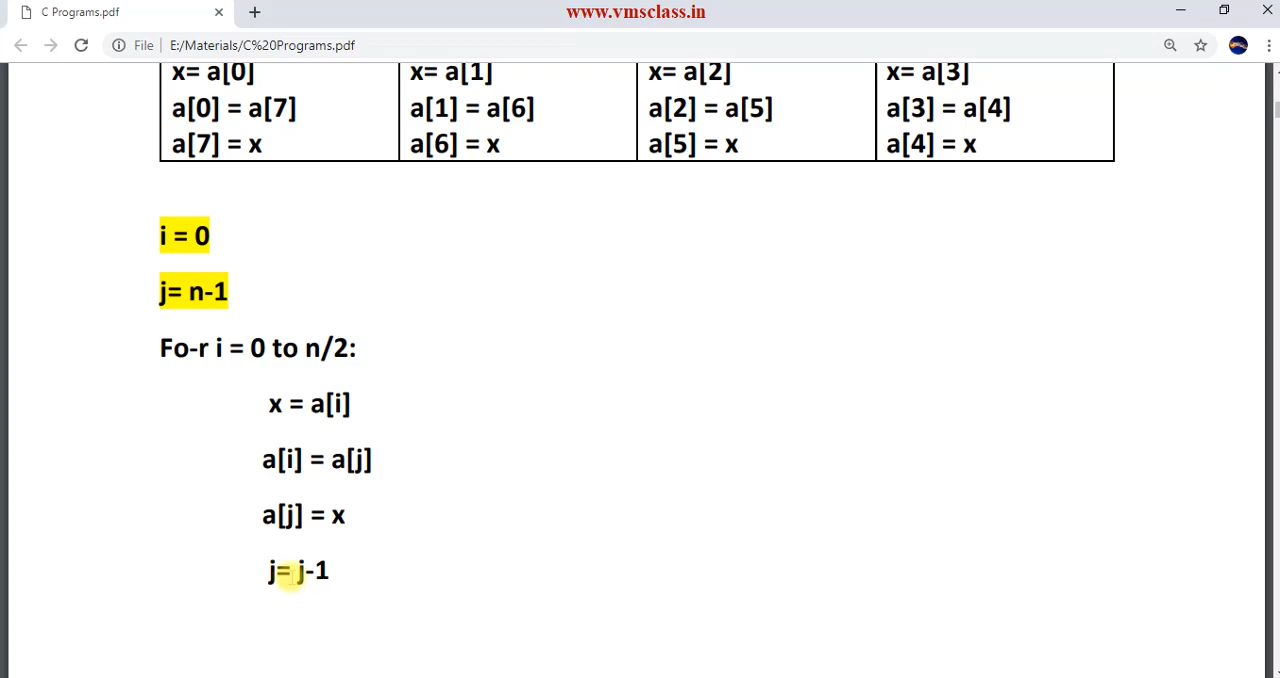 C Programs.pdf
www.vmsclass.in
File | E:/Materials/C%20Programs.pdf
x= a[0] x= a[1] x= a[2] x= a[3]
a[0] = a[7] a[1] = a[6] a[2] = a[5] a[3] = a[4]
a[7] = x a[6] = x a[5] = x a[4] = x
i = 0
j= n-1
Fo-r i = 0 to n/2:
x = a[i]
a[i] = a[j]
a[j] = x
j= j-1